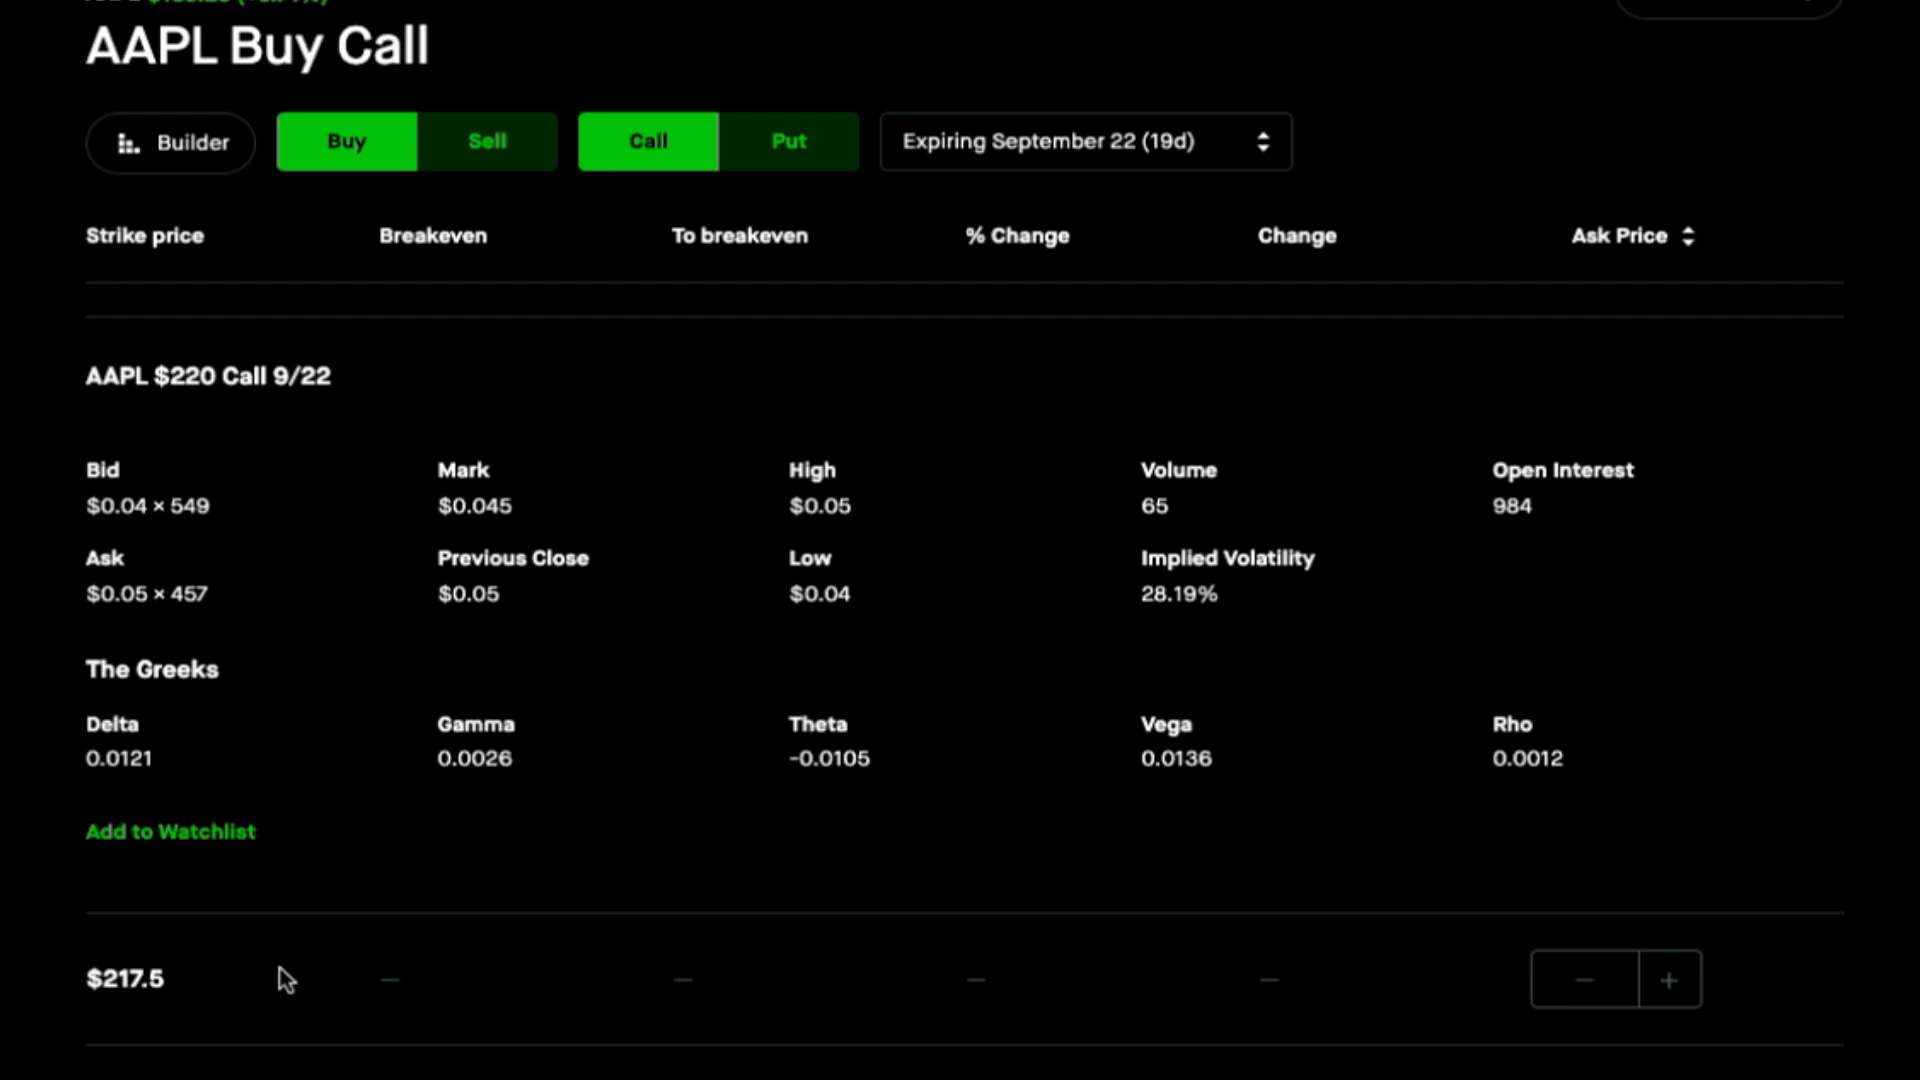 AAPL Buy Call
Builder
Buy
Sell
Call
Put
Expiring September 22 (19d)
Strike price
Breakeven
To breakeven
% Change
Change
Ask Price
AAPL $220 Call 9/22
Bid
Mark
High
Volume
Open Interest
$0.04 × 549
$0.045
$0.05
65
984
Ask
Previous Close
Low
Implied Volatility
$0.05 × 457
$0.05
$0.04
28.19%
The Greeks
Delta
Gamma
Theta
Vega
Rho
0.0121
0.0026
-0.0105
0.0136
0.0012
Add to Watchlist
$217.5
—
—
—
—
—
+